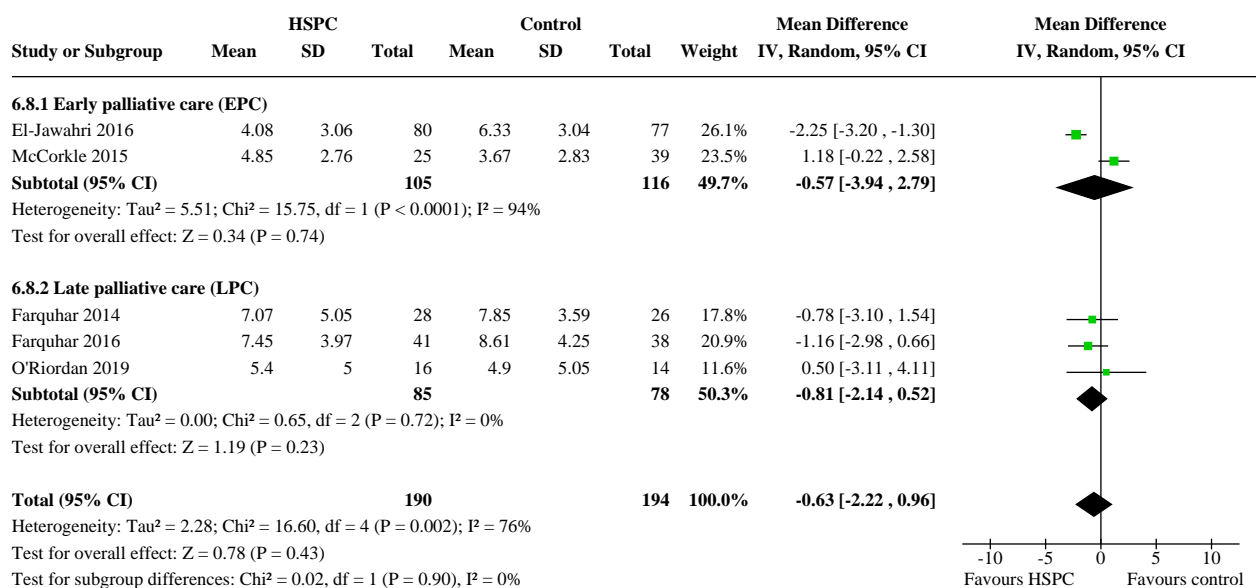 HSPC Control Mean Difference Mean Difference
Study or Subgroup Mean SD Total Mean SD Total Weight IV, Random, 95% CI IV, Random, 95% CI
6.8.1 Early palliative care (EPC)
El-Jawahri 2016 4.08 3.06 80 6.33 3.04 77 26.1% -2.25 [-3.20 , -1.30]
McCorkle 2015 4.85 2.76 25 3.67 2.83 39 23.5% 1.18 [-0.22 , 2.58]
Subtotal (95% CI) 105 116 49.7% -0.57 [-3.94 , 2.79]
Heterogeneity: Tau² = 5.51; Chi² = 15.75, df = 1 (P < 0.0001); I² = 94%
Test for overall effect: Z = 0.34 (P = 0.74)
6.8.2 Late palliative care (LPC)
Farquhar 2014 7.07 5.05 28 7.85 3.59 26 17.8% -0.78 [-3.10 , 1.54]
Farquhar 2016 7.45 3.97 41 8.61 4.25 38 20.9% -1.16 [-2.98 , 0.66]
O'Riordan 2019 5.4 5 16 4.9 5.05 14 11.6% 0.50 [-3.11 , 4.11]
Subtotal (95% CI) 85 78 50.3% -0.81 [-2.14 , 0.52]
Heterogeneity: Tau² = 0.00; Chi² = 0.65, df = 2 (P = 0.72); I² = 0%
Test for overall effect: Z = 1.19 (P = 0.23)
Total (95% CI) 190 194 100.0% -0.63 [-2.22 , 0.96]
Heterogeneity: Tau² = 2.28; Chi² = 16.60, df = 4 (P = 0.002); I² = 76%
Test for overall effect: Z = 0.78 (P = 0.43) -10 -5 0 5 10
Test for subgroup differences: Chi² = 0.02, df = 1 (P = 0.90), I² = 0% Favours HSPC Favours control